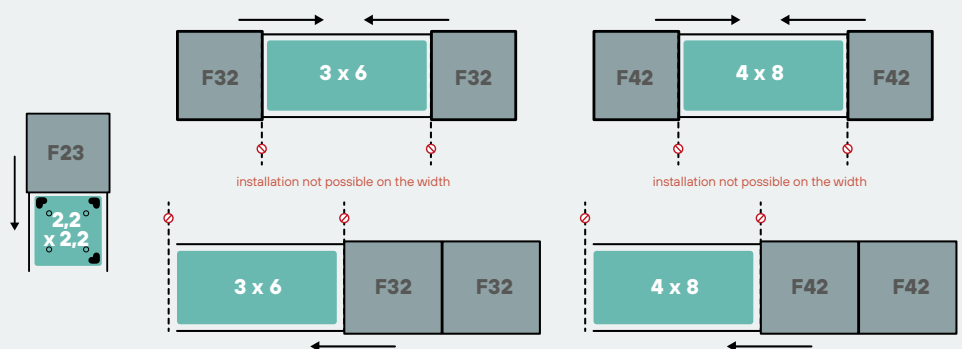 F32
3 x 6
F32
F42
4 x 8
F42
F23
2,2
x 2,2
installation not possible on the width
installation not possible on the width
3 x 6
F32
F32
4 x 8
F42
F42